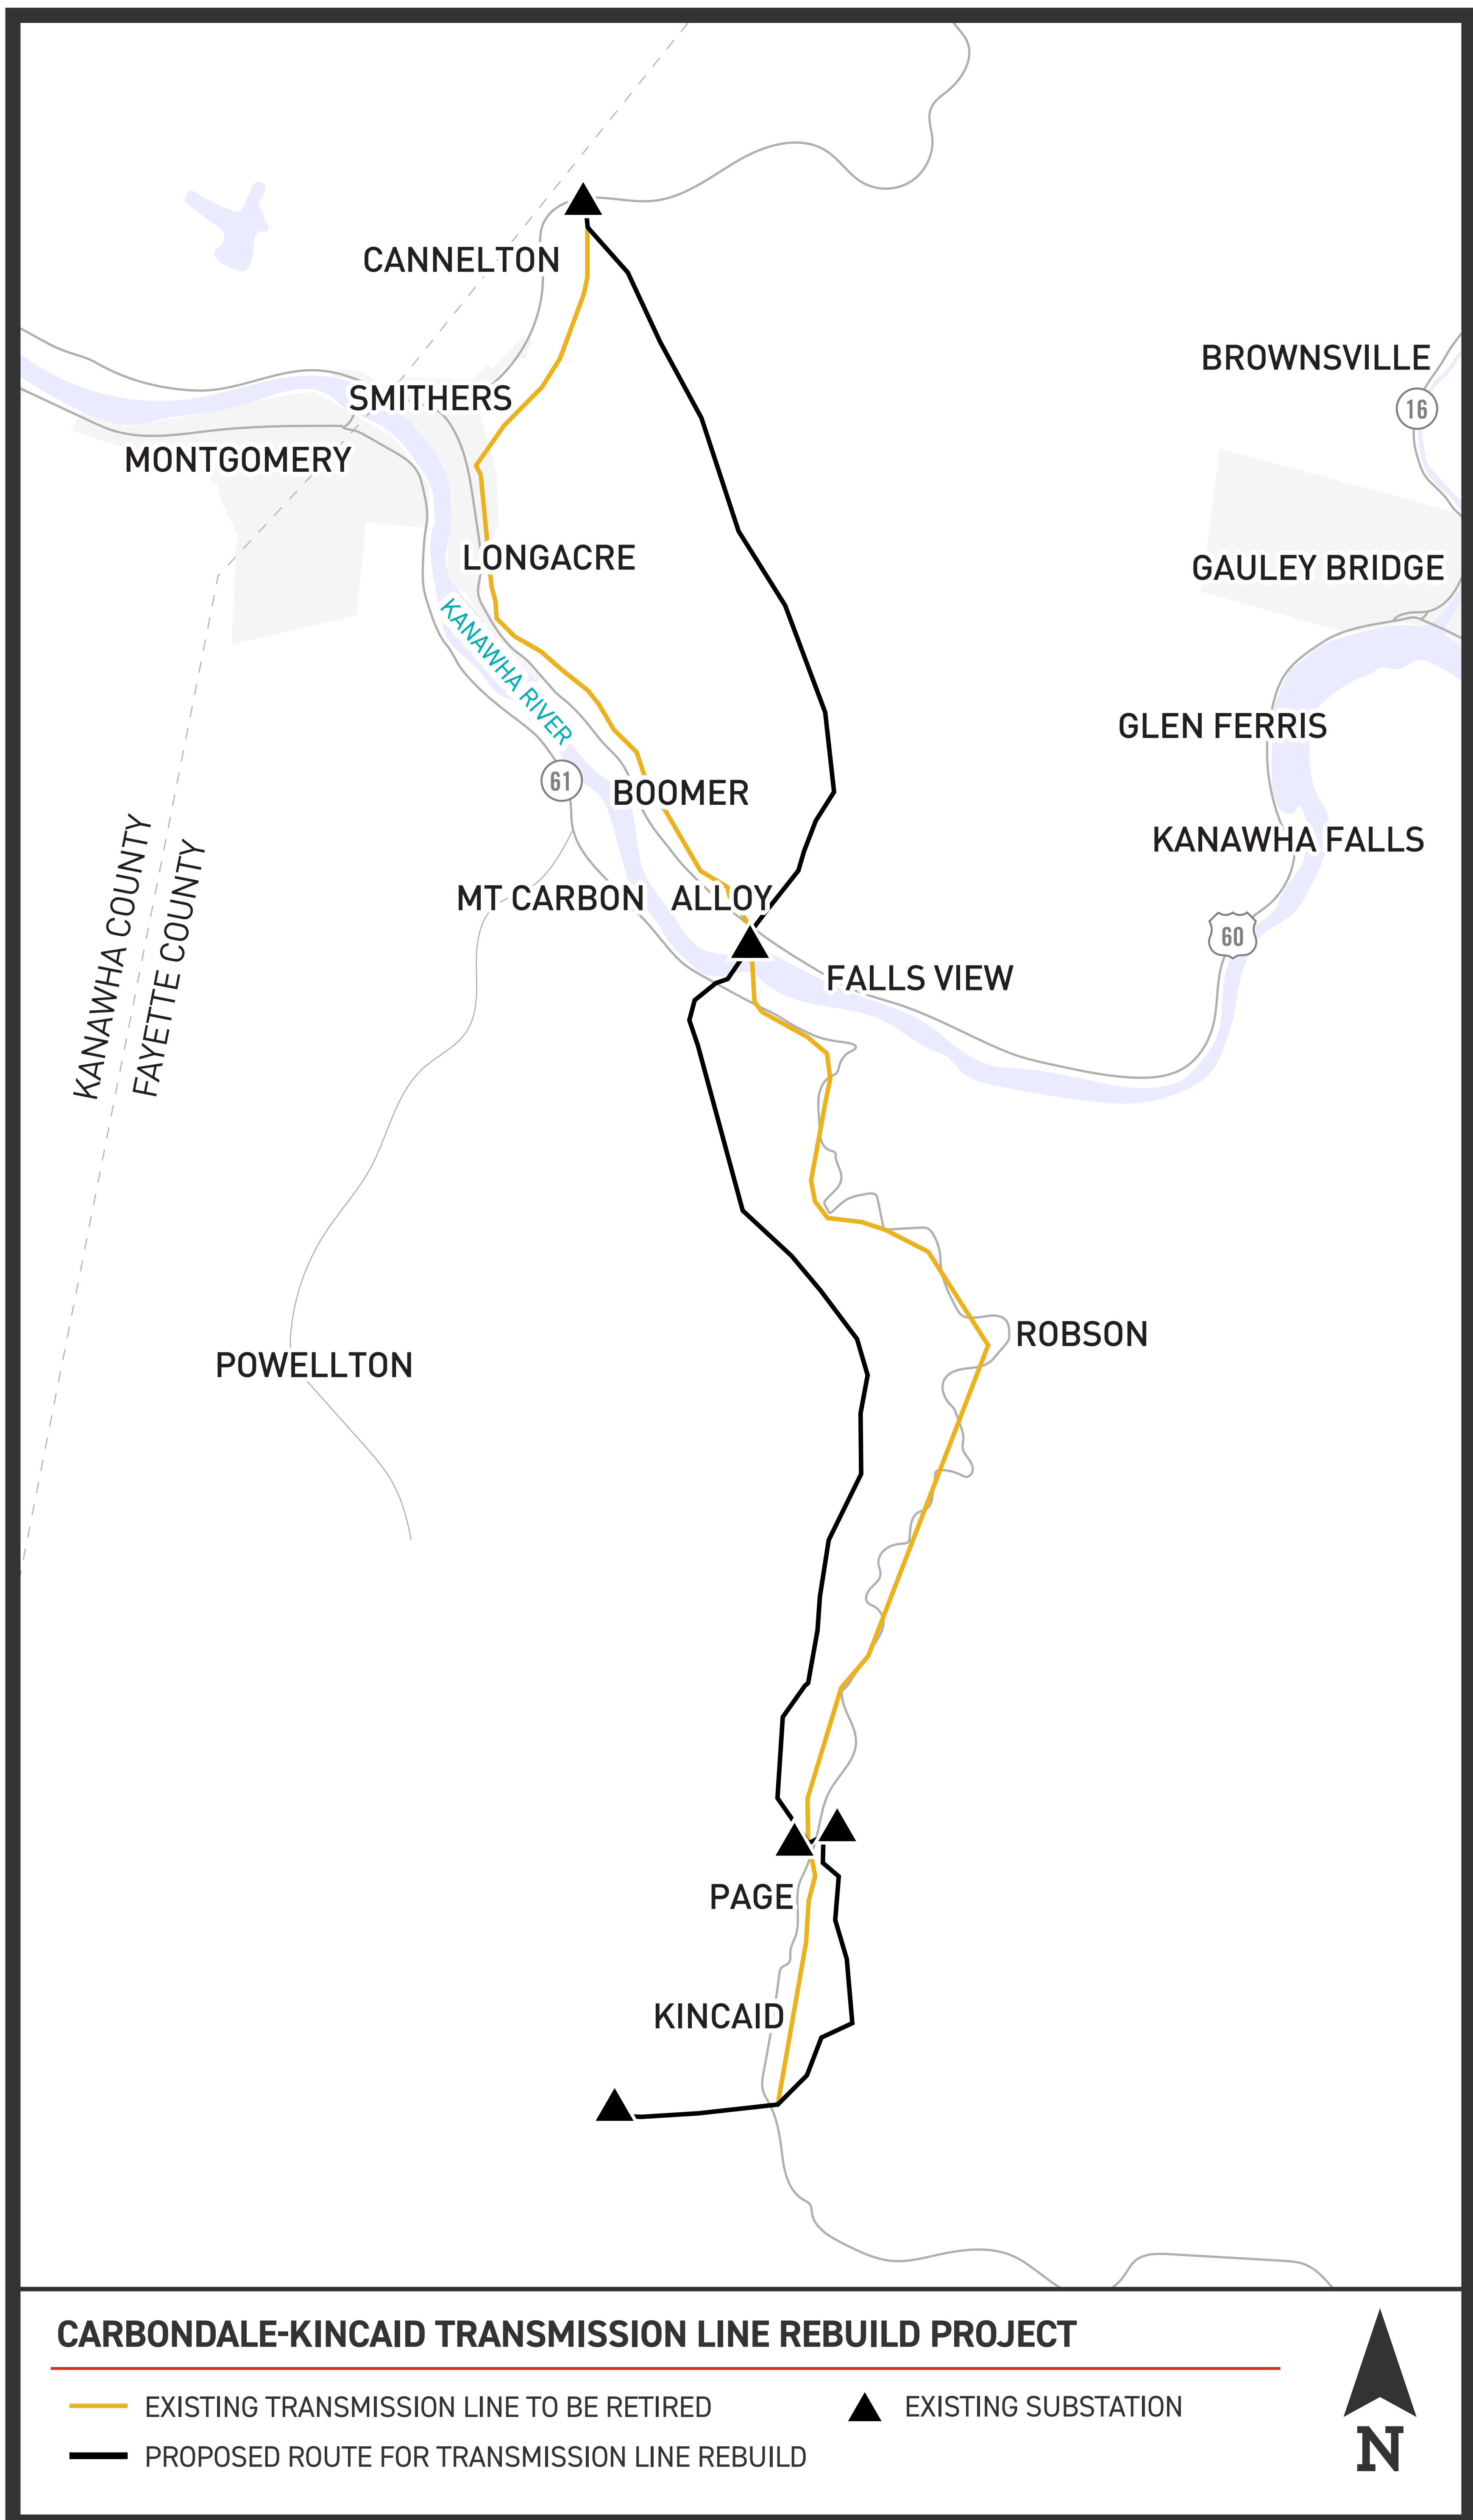 CANNELTON
BROWNSVILLE
16
SMITHERS
MONTGOMERY
LONGACRE
GAULEY BRIDGE
KANAWHA RIVER
GLEN FERRIS
61
BOOMER
KANAWHA FALLS
KANAWHA COUNTY
FAYETTE COUNTY
MT CARBON
ALLOY
60
FALLS VIEW
ROBSON
POWELLTON
PAGE
KINCAID
CARBONDALE-KINCAID TRANSMISSION LINE REBUILD PROJECT
EXISTING TRANSMISSION LINE TO BE RETIRED
EXISTING SUBSTATION
PROPOSED ROUTE FOR TRANSMISSION LINE REBUILD
N